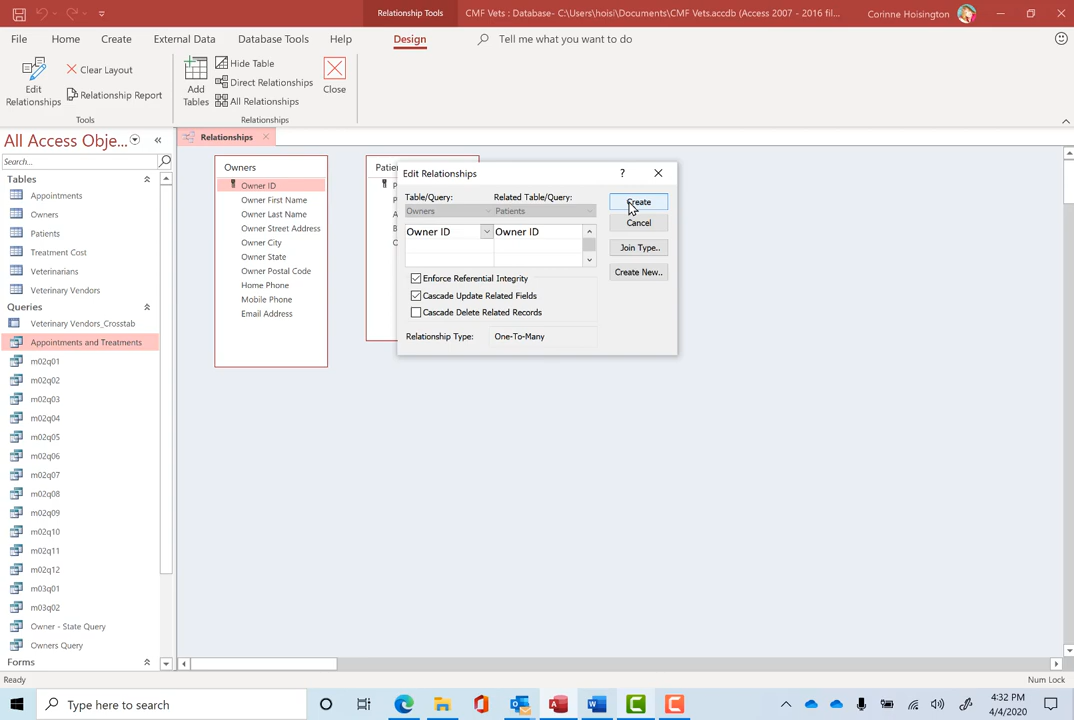 Relationship Tools
CMF Vets : Database- C:\Users\hoisi\Documents\CMF Vets.accdb (Access 2007 - 2016 fil...
Corinne Hoisington
File Home Create External Data Database Tools Help Design Tell me what you want to do
Edit Relationships
Clear Layout
Relationship Report
Tools
Add Tables
Hide Table
Direct Relationships
All Relationships
Close
Relationships
All Access Obje...
Search...
Tables
Appointments
Owners
Patients
Treatment Cost
Veterinarians
Veterinary Vendors
Queries
Veterinary Vendors_Crosstab
Appointments and Treatments
m02q01
m02q02
m02q03
m02q04
m02q05
m02q06
m02q07
m02q08
m02q09
m02q10
m02q11
m02q12
m03q01
m03q02
Owner - State Query
Owners Query
Forms
Relationships
Owners
Owner ID
Owner First Name
Owner Last Name
Owner Street Address
Owner City
Owner State
Owner Postal Code
Home Phone
Mobile Phone
Email Address
Edit Relationships
?
Table/Query: Related Table/Query:
Owners Patients
Owner ID Owner ID
Enforce Referential Integrity
Cascade Update Related Fields
Cascade Delete Related Records
Relationship Type: One-To-Many
Create
Cancel
Join Type..
Create New..
Ready
Num Lock
Type here to search
4:32 PM
4/4/2020